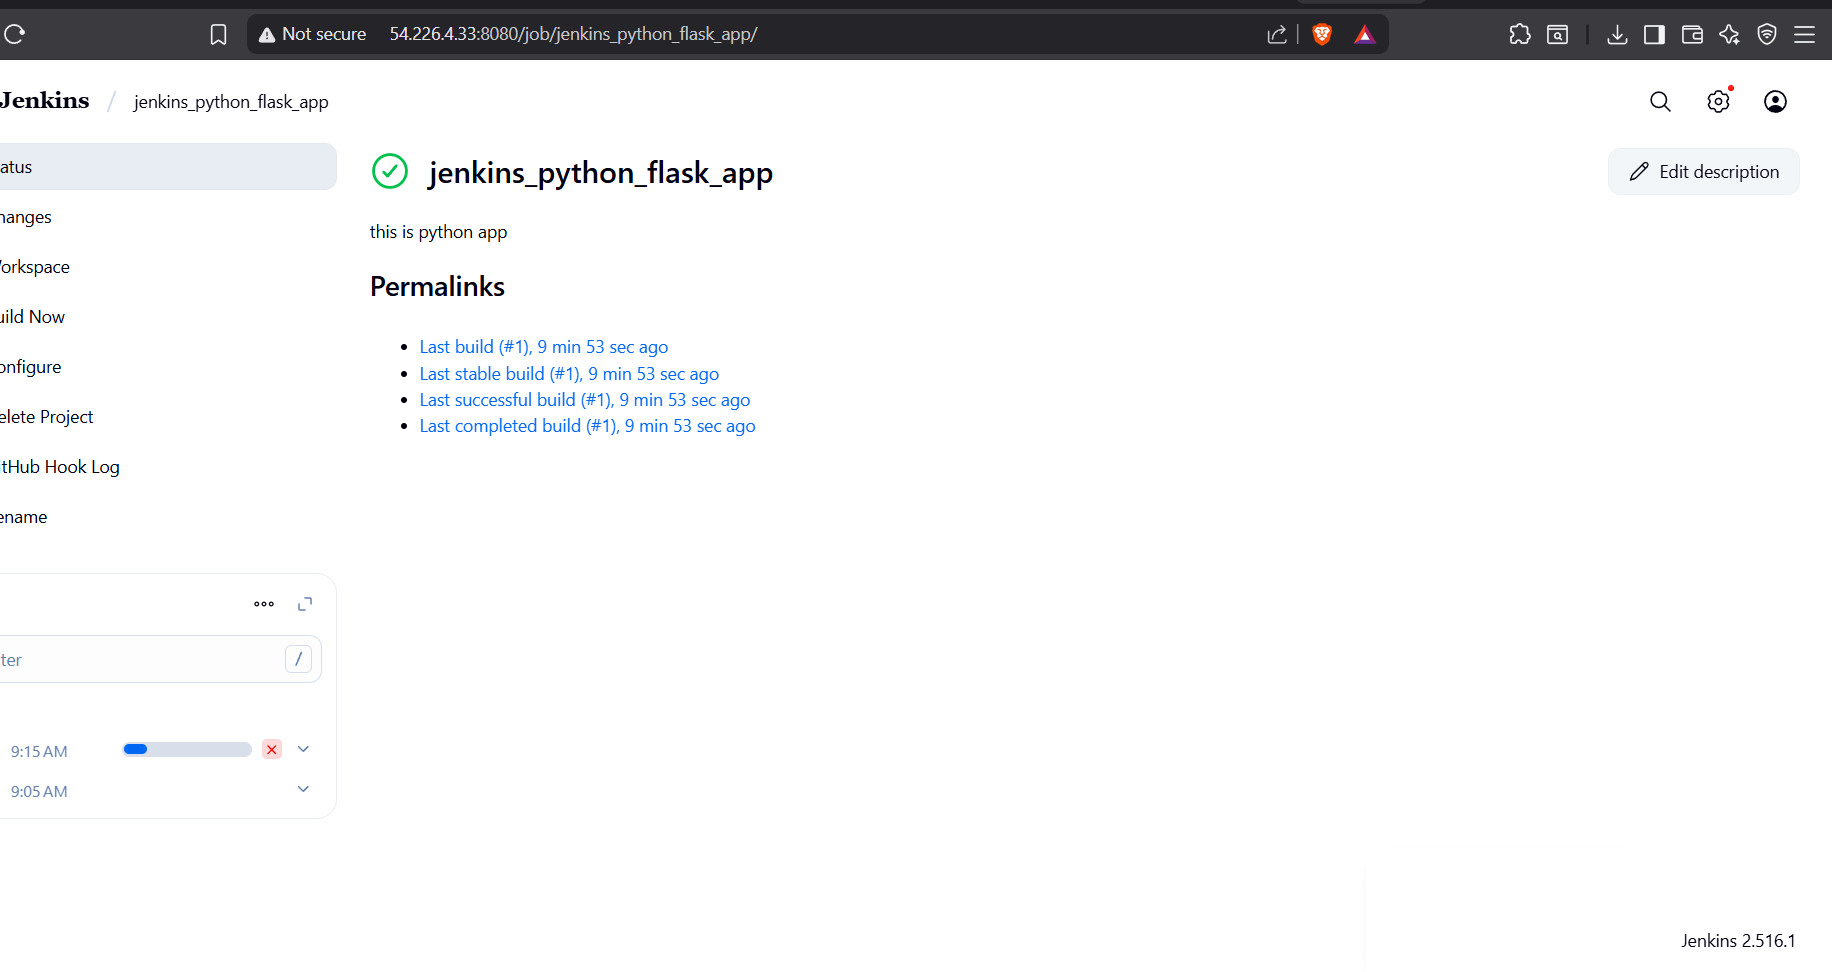 Not secure 54.226.4.33:8080/job/jenkins_python_flask_app/
Jenkins / jenkins_python_flask_app
atus
hanges
orkspace
uild Now
onfigure
elete Project
tHub Hook Log
ename
ter /
9:15 AM
9:05 AM
jenkins_python_flask_app
Edit description
this is python app
Permalinks
Last build (#1), 9 min 53 sec ago
Last stable build (#1), 9 min 53 sec ago
Last successful build (#1), 9 min 53 sec ago
Last completed build (#1), 9 min 53 sec ago
Jenkins 2.516.1